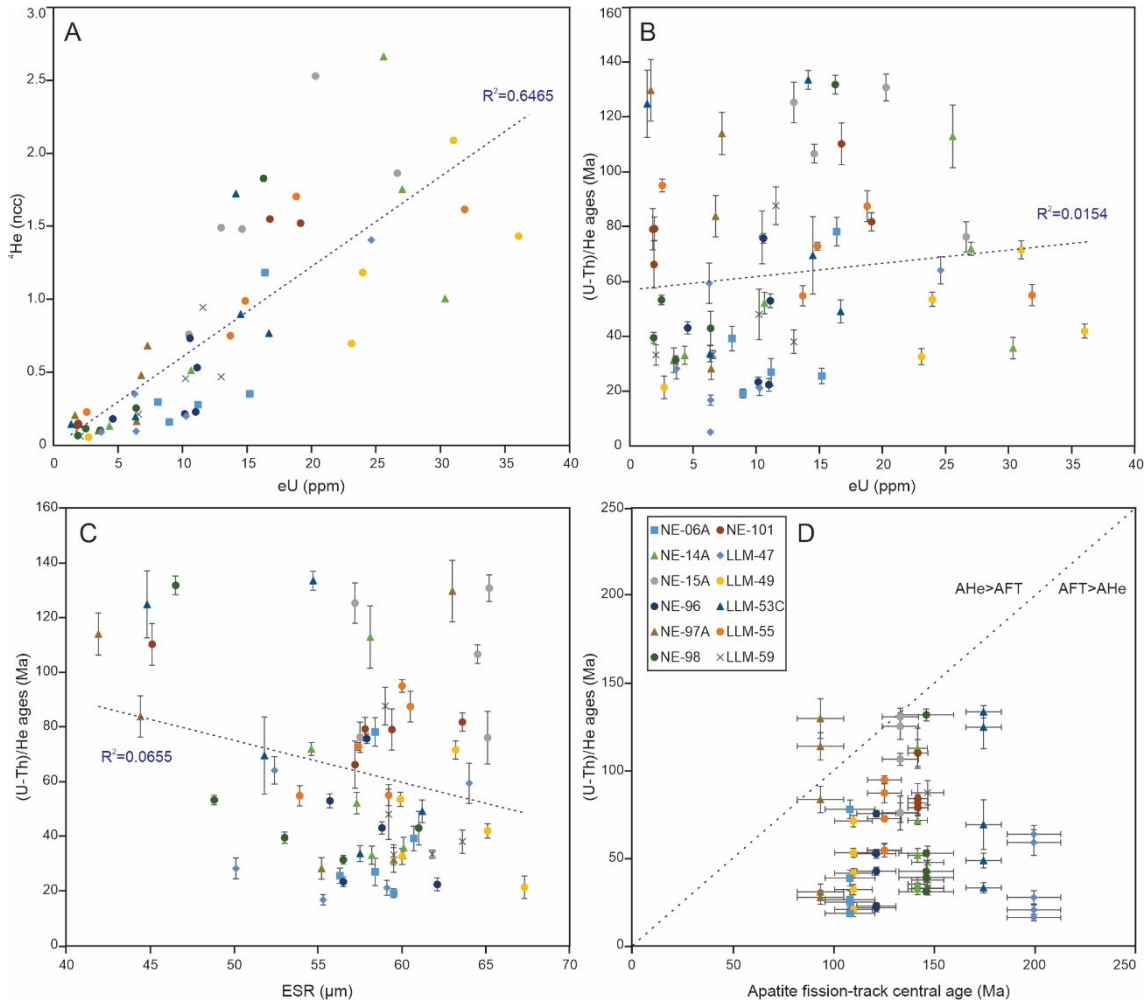 A
3.0
2.5
2.0
1.5
1.0
0.5
0
⁴He (ncc)
R²=0.6465
0 5 10 15 20 25 30 35 40
eU (ppm)
B
160
140
120
100
80
60
40
20
0
(U-Th)/He ages (Ma)
R²=0.0154
0 5 10 15 20 25 30 35 40
eU (ppm)
C
160
140
120
100
80
60
40
20
0
(U-Th)/He ages (Ma)
R²=0.0655
40 45 50 55 60 65 70
ESR (µm)
D
250
200
150
100
50
0
(U-Th)/He ages (Ma)
NE-06A NE-101
NE-14A LLM-47
NE-15A LLM-49
NE-96 LLM-53C
NE-97A LLM-55
NE-98 LLM-59
AHe>AFT AFT>AHe
0 50 100 150 200 250
Apatite fission-track central age (Ma)